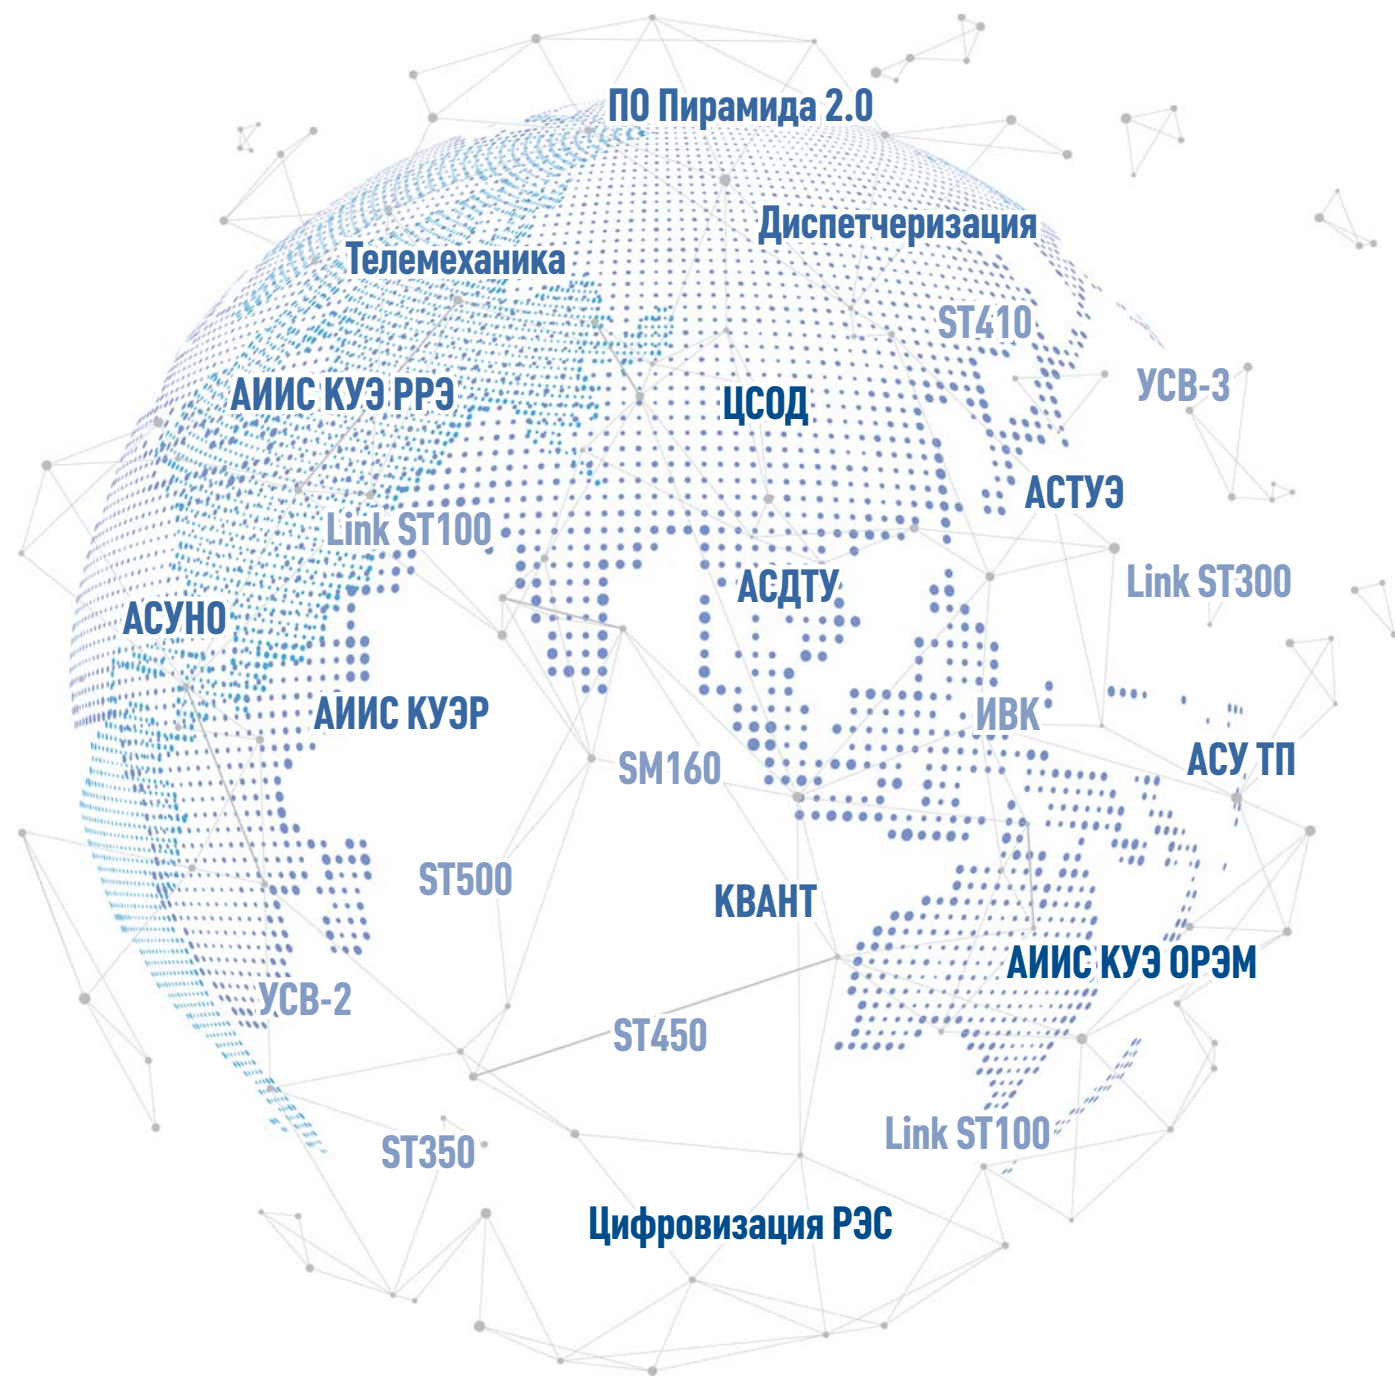 ПО Пирамида 2.0
Диспетчеризация
Телемеханика
ST410
УСВ-3
АИИС КУЭ РРЭ
ЦСОД
АСТУЭ
Link ST100
АСДТУ
Link ST300
АСУНО
АИИС КУЭР
ИВК
SM160
АСУ ТП
ST500
КВАНТ
АИИС КУЭ ОРЭМ
УСВ-2
ST450
Link ST100
ST350
Цифровизация РЭС